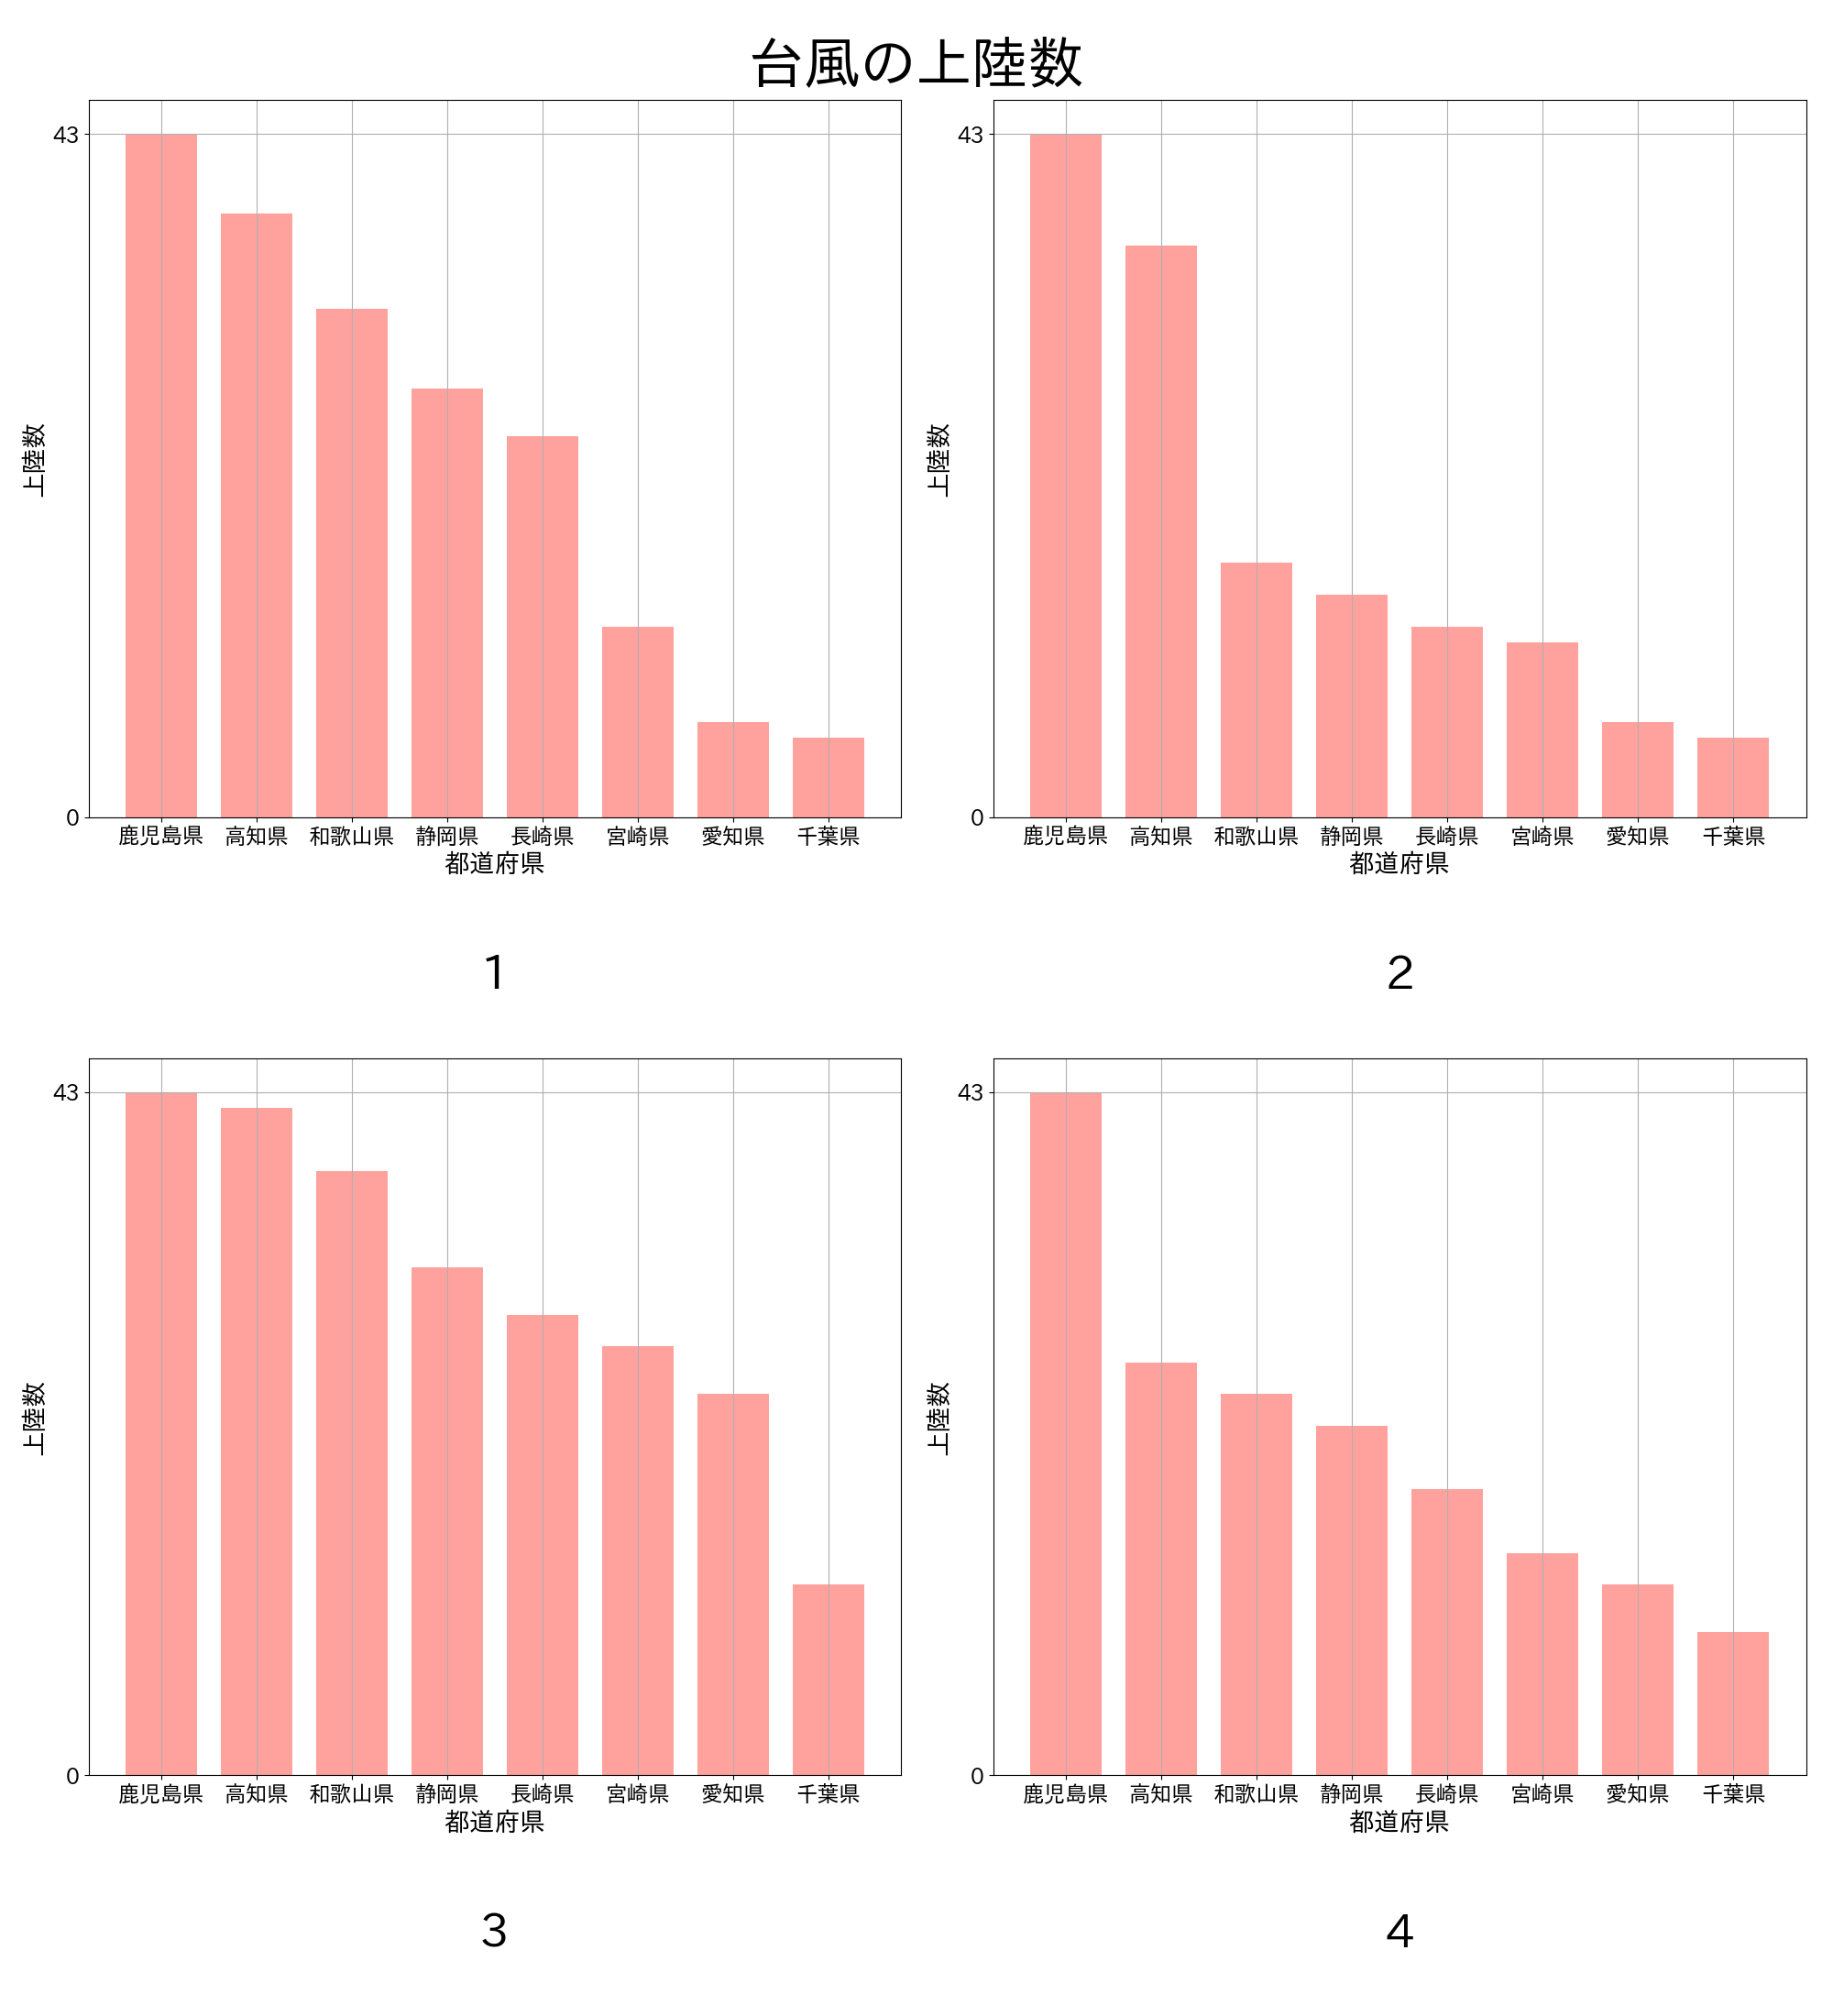 台風の上陸数
43
0
上陸数
鹿児島県 高知県 和歌山県 静岡県 長崎県 宮崎県 愛知県 千葉県
都道府県
1
43
0
上陸数
鹿児島県 高知県 和歌山県 静岡県 長崎県 宮崎県 愛知県 千葉県
都道府県
2
43
0
上陸数
鹿児島県 高知県 和歌山県 静岡県 長崎県 宮崎県 愛知県 千葉県
都道府県
3
43
0
上陸数
鹿児島県 高知県 和歌山県 静岡県 長崎県 宮崎県 愛知県 千葉県
都道府県
4